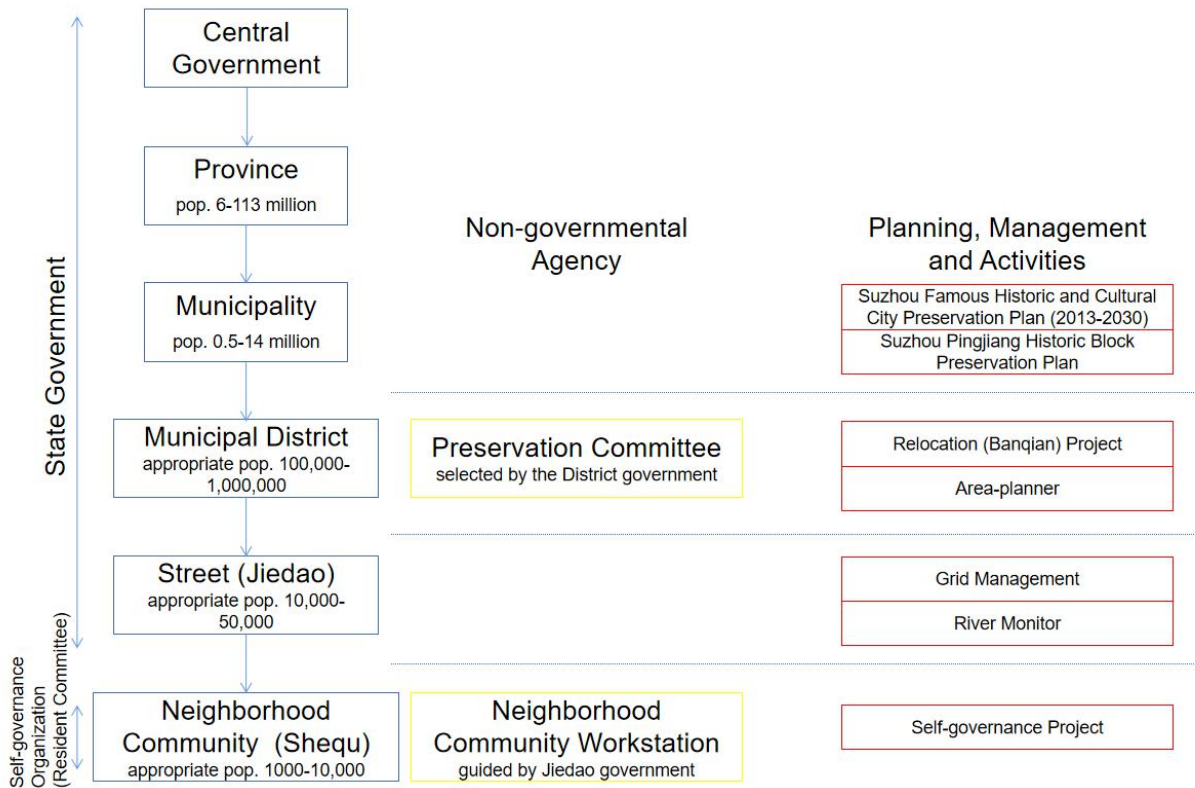 Central
Government
Province
pop. 6-113 million
Municipality
pop. 0.5-14 million
Municipal District
appropriate pop. 100,000-
1,000,000
Street (Jiedao)
appropriate pop. 10,000-
50,000
Neighborhood
Community (Shequ)
appropriate pop. 1000-10,000
State Government
Self-governance
Organization
(Resident Committee)
Non-governmental
Agency
Preservation Committee
selected by the District government
Neighborhood
Community Workstation
guided by Jiedao government
Planning, Management
and Activities
Suzhou Famous Historic and Cultural
City Preservation Plan (2013-2030)
Suzhou Pingjiang Historic Block
Preservation Plan
Relocation (Banqian) Project
Area-planner
Grid Management
River Monitor
Self-governance Project